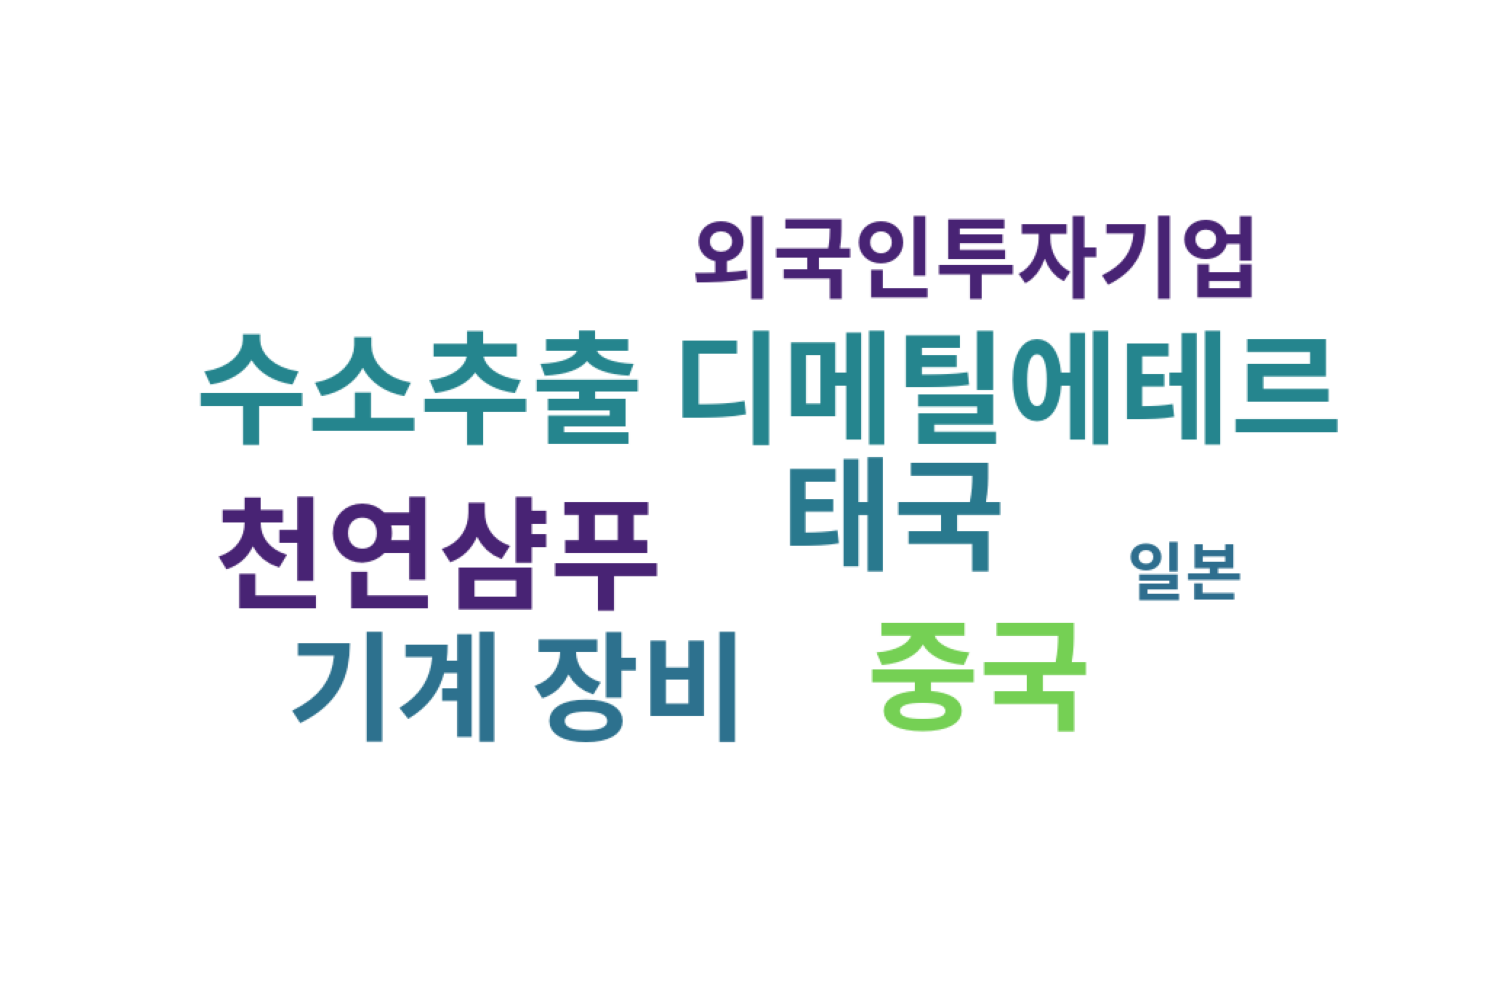 외국인투자기업
수소추출 디메틸에테르
태국
천연샴푸
일본
기계 장비
중국